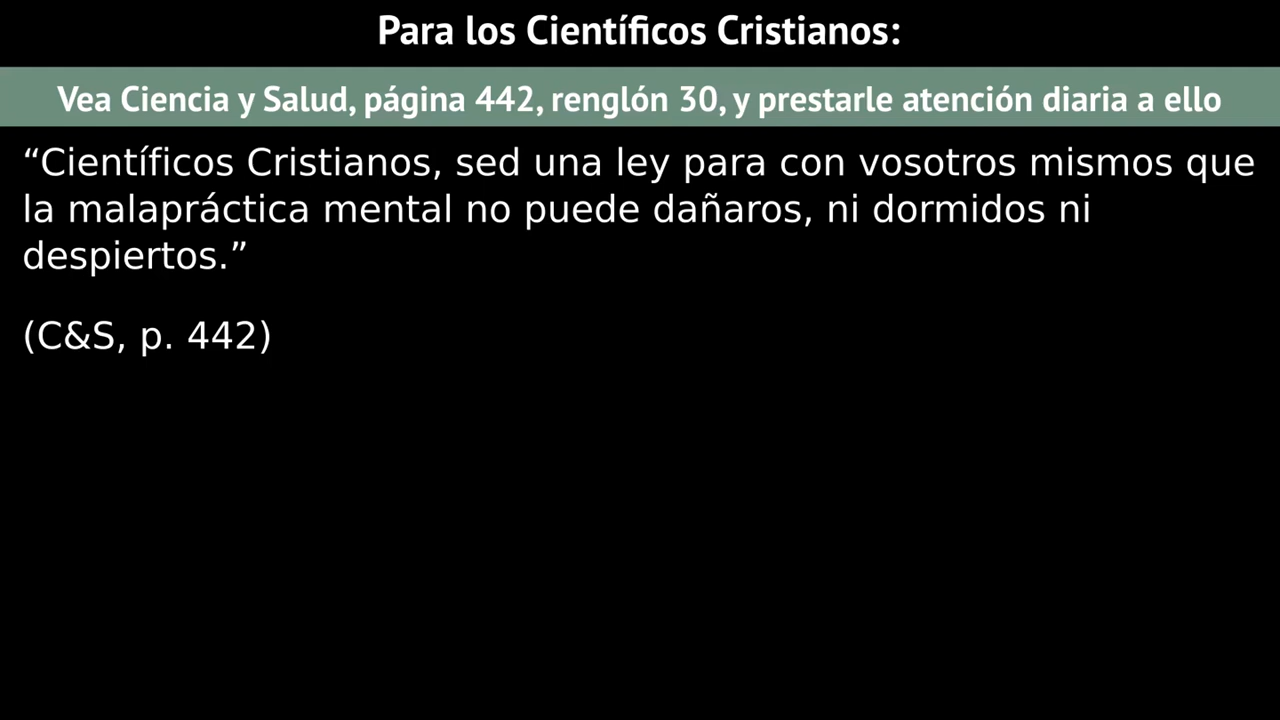 Para los Científicos Cristianos:
Vea Ciencia y Salud, página 442, renglón 30, y prestarle atención diaria a ello
“Científicos Cristianos, sed una ley para con vosotros mismos que
la malapráctica mental no puede dañaros, ni dormidos ni
despiertos.”
(C&S, p. 442)